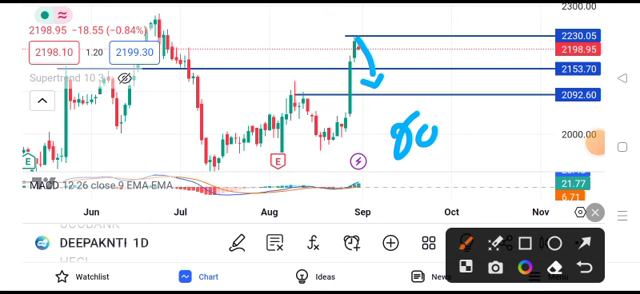 2300.00
2198.95 -18.55 (-0.84%)
2230.05
2198.10 1.20 2199.30
2198.95
Supertrend 10 3
2153.70
2092.60
80
2000.00
E E
MACD 12 26 close 9 EMA EMA
21.77
6.71
Jun Jul Aug Sep Oct Nov
DEEPAKNTI 1D
Watchlist Chart Ideas News